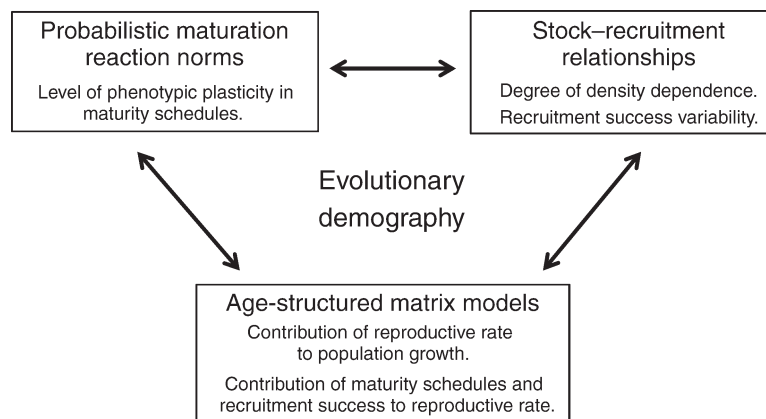 Probabilistic maturation
reaction norms
Level of phenotypic plasticity in
maturity schedules.
Stock–recruitment
relationships
Degree of density dependence.
Recruitment success variability.
Evolutionary
demography
Age-structured matrix models
Contribution of reproductive rate
to population growth.
Contribution of maturity schedules and
recruitment success to reproductive rate.